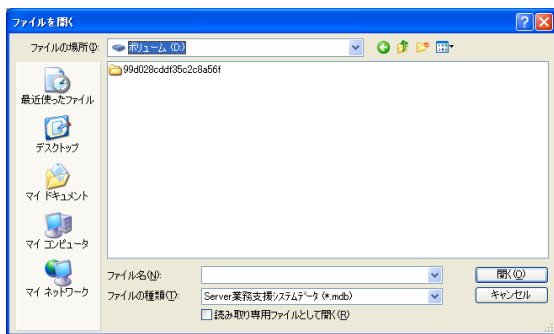 ファイルを開く
ファイルの場所(I):
ボリューム (D:)
99d028cddf35c2c8a56f
最近使ったファイル
デスクトップ
マイ ドキュメント
マイ コンピュータ
マイ ネットワーク
ファイル名(N):
開く(O)
ファイルの種類(T):
Server業務支援システムデータ (*.mdb)
キャンセル
読み取り専用ファイルとして開く(R)